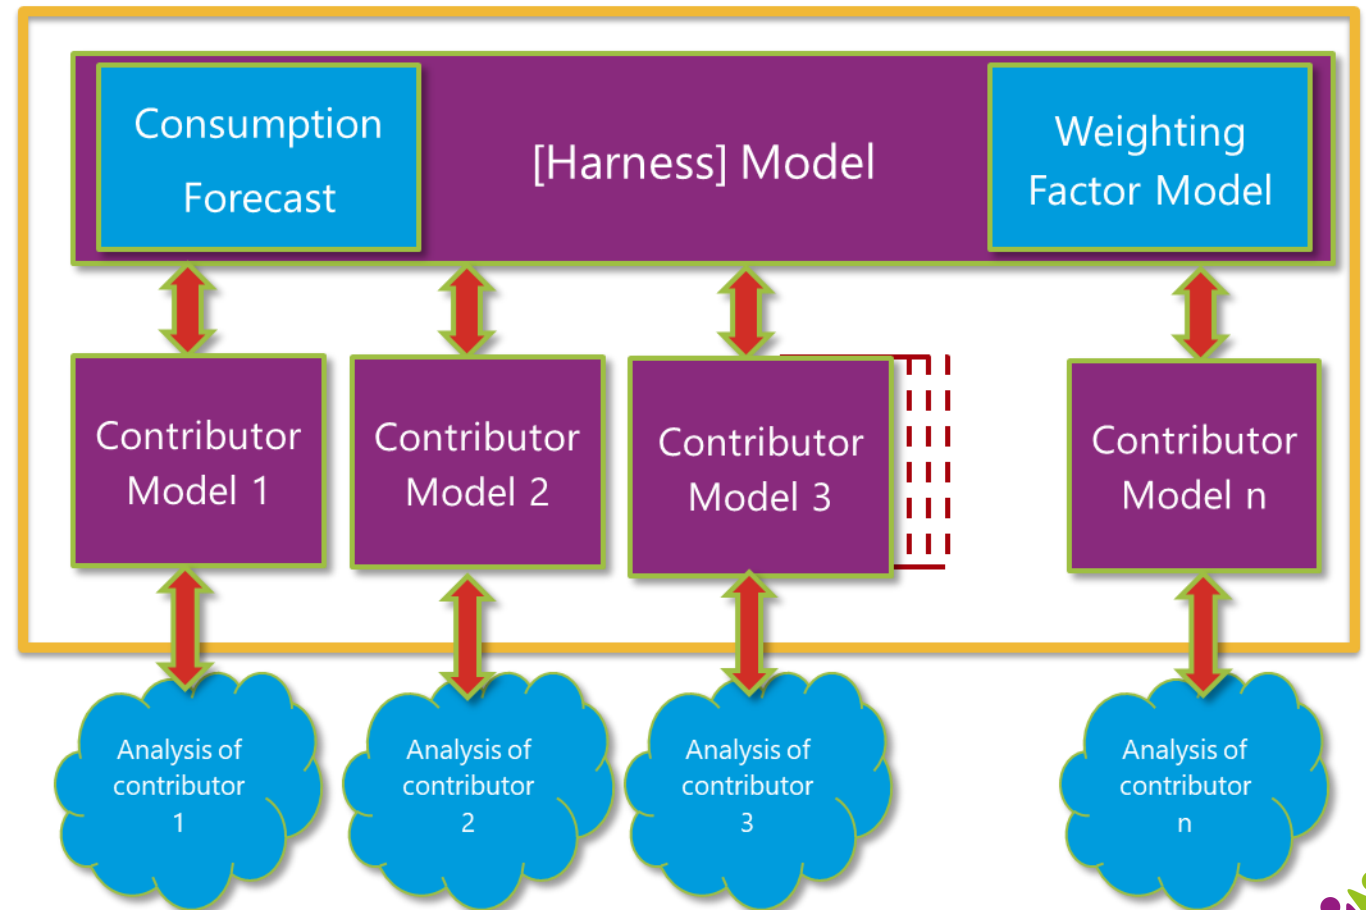 Consumption
Forecast
[Harness] Model
Weighting
Factor Model
Contributor
Model 1
Contributor
Model 2
Contributor
Model 3
Contributor
Model n
Analysis of
contributor
1
Analysis of
contributor
2
Analysis of
contributor
3
Analysis of
contributor
n